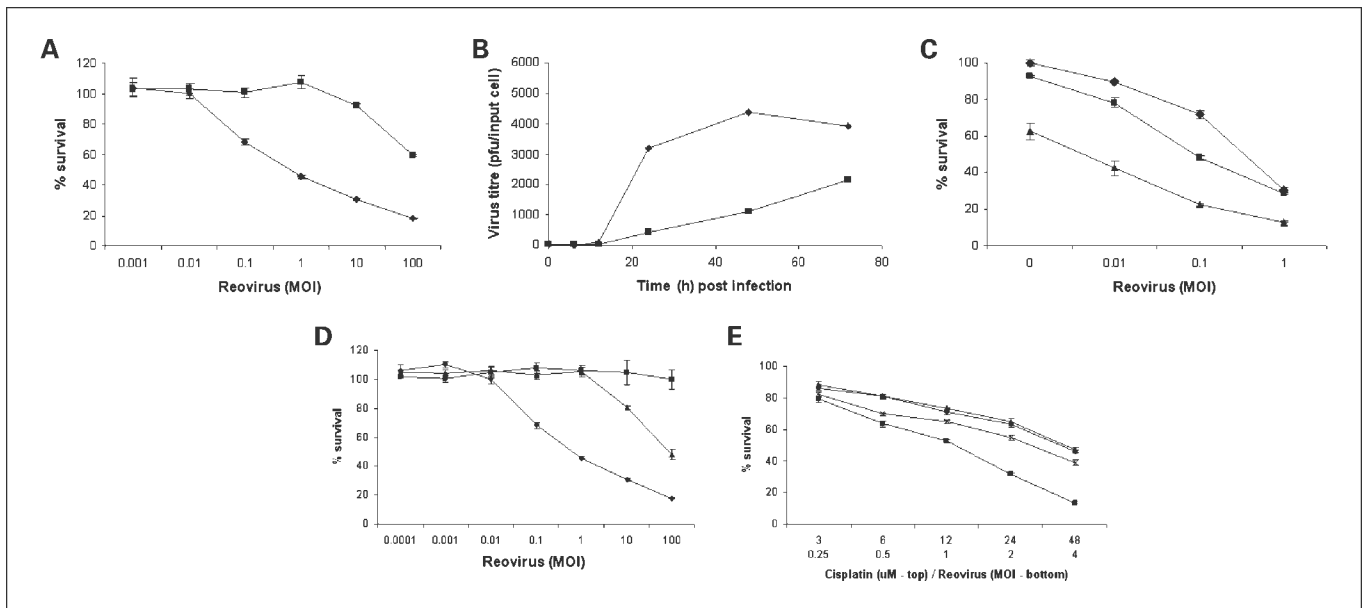 A
120
100
80
60
40
20
0
% survival
0.001 0.01 0.1 1 10 100
Reovirus (MOI)
B
6000
5000
4000
3000
2000
1000
0
Virus titre (pfu/input cell)
0 20 40 60 80
Time (h) post infection
C
100
80
60
40
20
0
% survival
0 0.01 0.1 1
Reovirus (MOI)
D
120
100
80
60
40
20
0
% survival
0.0001 0.001 0.01 0.1 1 10 100
Reovirus (MOI)
E
100
80
60
40
20
0
% survival
3 6 12 24 48
0.25 0.5 1 2 4
Cisplatin (uM - top) / Reovirus (MOI - bottom)